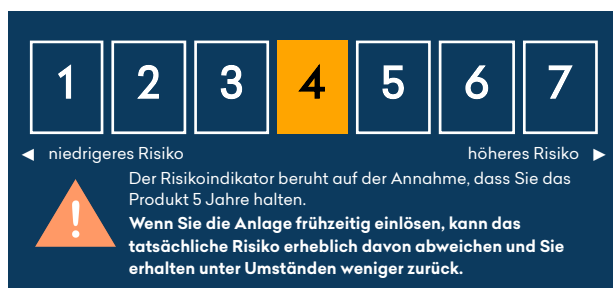 1 2 3 4 5 6 7
◄ niedrigeres Risiko höheres Risiko ►
Der Risikoindikator beruht auf der Annahme, dass Sie das
Produkt 5 Jahre halten.
Wenn Sie die Anlage frühzeitig einlösen, kann das
tatsächliche Risiko erheblich davon abweichen und Sie
erhalten unter Umständen weniger zurück.